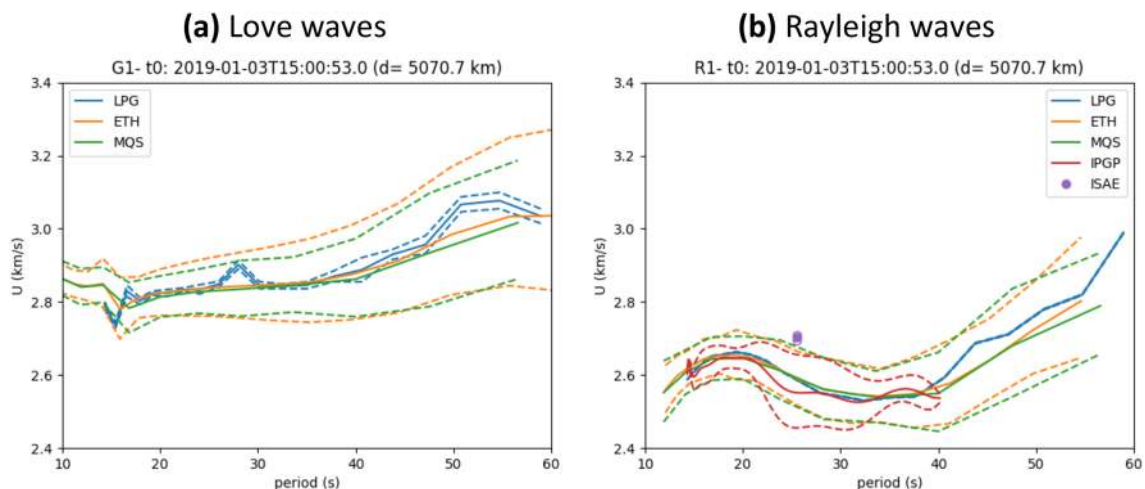 (a) Love waves
G1- t0: 2019-01-03T15:00:53.0 (d= 5070.7 km)
LPG
ETH
MQS
3.4
3.2
3.0
2.8
2.6
2.4
U (km/s)
10
20
30
40
50
60
period (s)
(b) Rayleigh waves
R1- t0: 2019-01-03T15:00:53.0 (d= 5070.7 km)
LPG
ETH
MQS
IPGP
ISAE
3.4
3.2
3.0
2.8
2.6
2.4
U (km/s)
10
20
30
40
50
60
period (s)